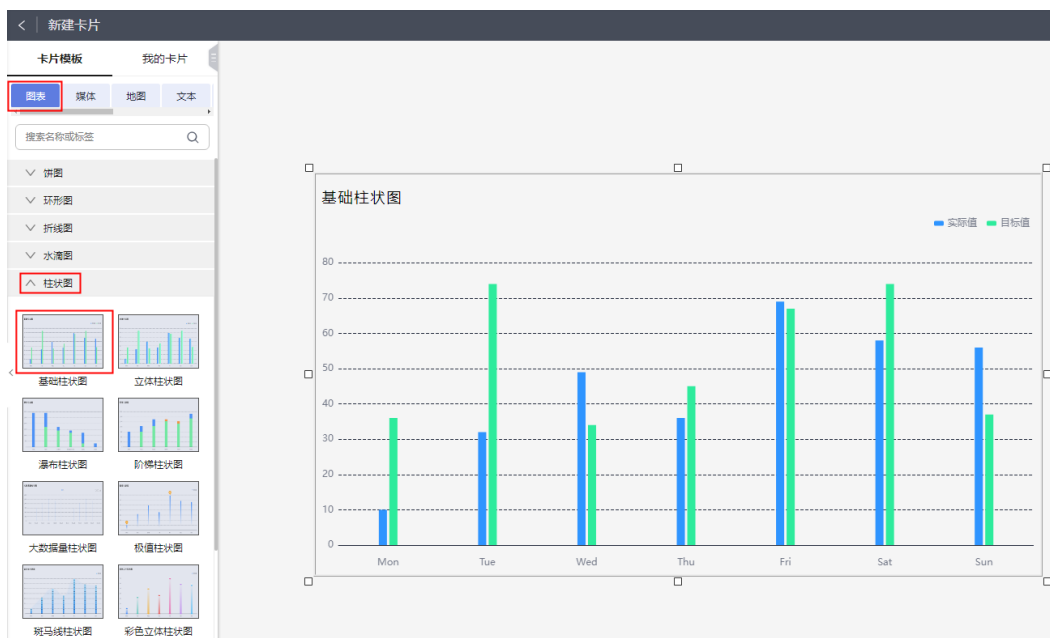 新建卡片
卡片模板 我的卡片
图表 媒体 地图 文本
搜索名称或标签
饼图
环形图
折线图
水滴图
柱状图
基础柱状图 立体柱状图
瀑布柱状图 阶梯柱状图
大数据量柱状图 极值柱状图
斑马线柱状图 彩色立体柱状图
基础柱状图
实际值 目标值
80
70
60
50
40
30
20
10
0
Mon Tue Wed Thu Fri Sat Sun